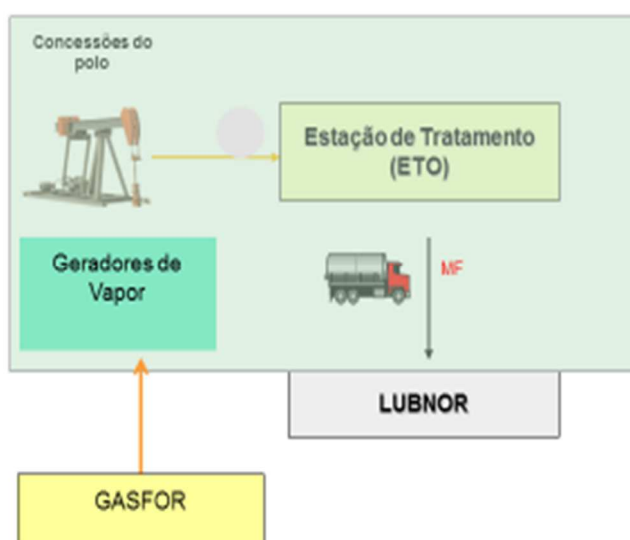 Concessões do
polo
Estação de Tratamento
(ETO)
Geradores de
Vapor
MF
LUBNOR
GASFOR